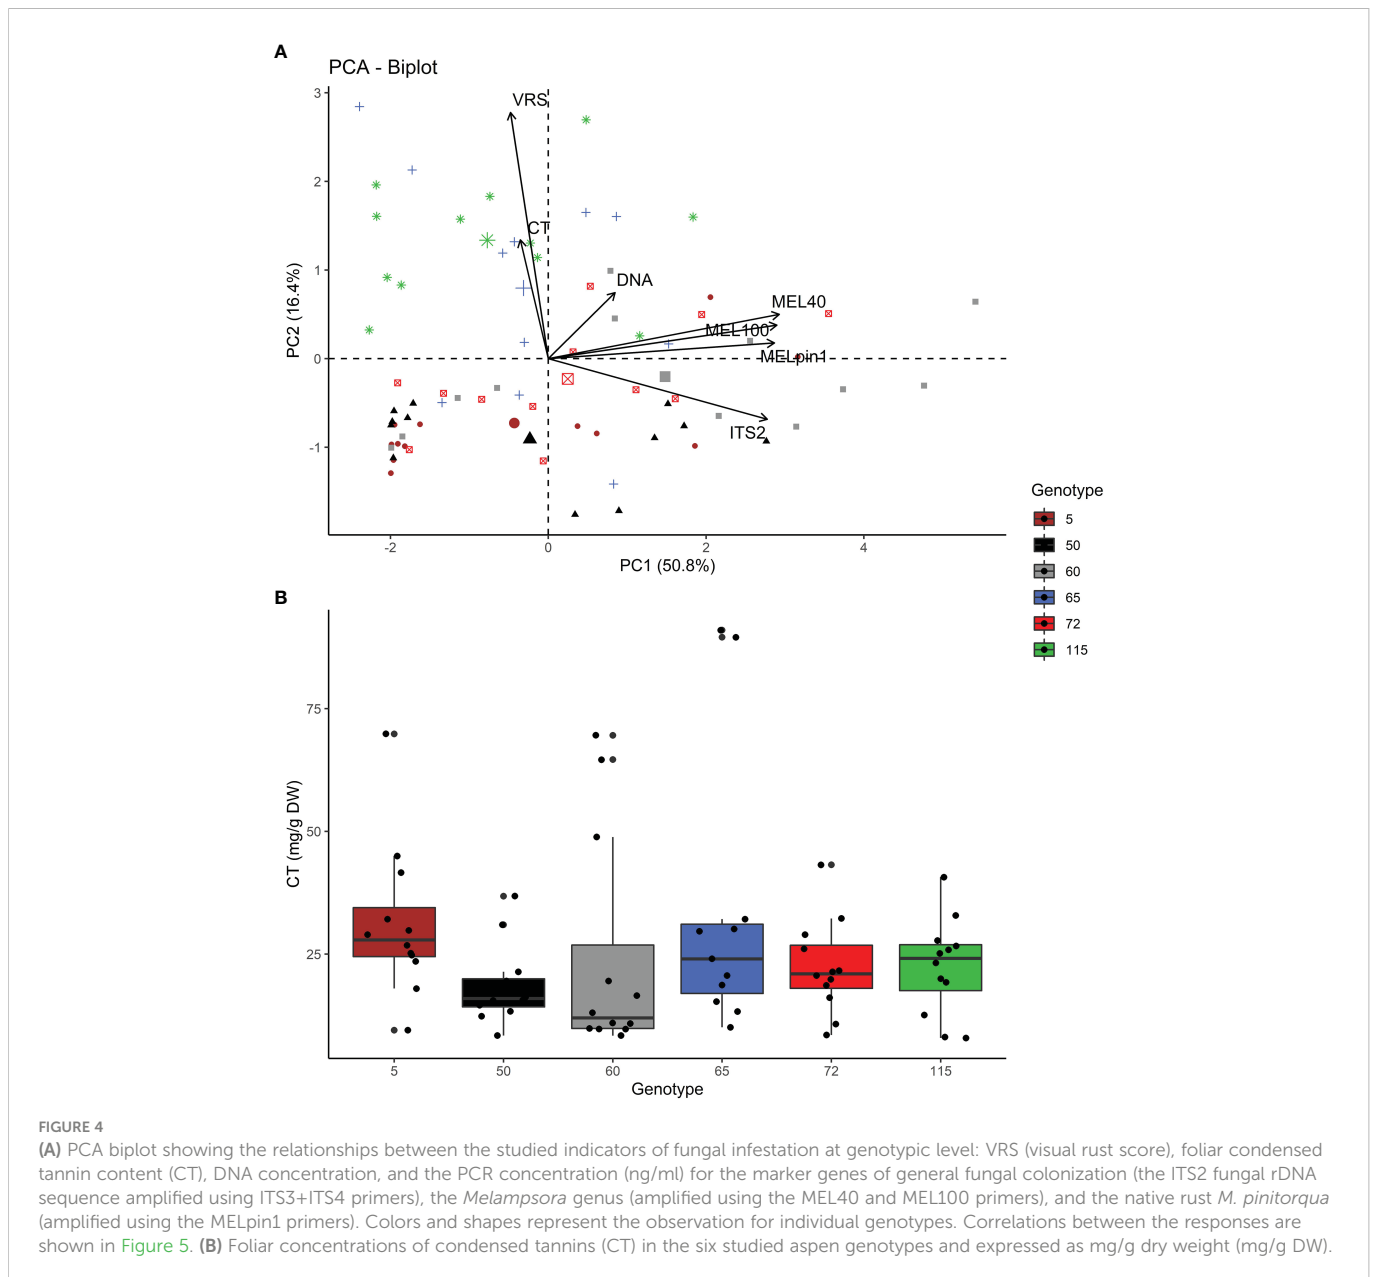 A
PCA - Biplot
3
2
1
0
-1
PC2 (16.4%)
VRS
CT
DNA
MEL40
MEL100
MELpin1
ITS2
-2
0
2
4
PC1 (50.8%)
Genotype
5
50
60
65
72
115
B
75
50
25
CT (mg/g DW)
5
50
60
65
72
115
Genotype
FIGURE 4
(A) PCA biplot showing the relationships between the studied indicators of fungal infestation at genotypic level: VRS (visual rust score), foliar condensed
tannin content (CT), DNA concentration, and the PCR concentration (ng/ml) for the marker genes of general fungal colonization (the ITS2 fungal rDNA
sequence amplified using ITS3+ITS4 primers), the Melampsora genus (amplified using the MEL40 and MEL100 primers), and the native rust M. pinitorqua
(amplified using the MELpin1 primers). Colors and shapes represent the observation for individual genotypes. Correlations between the responses are
shown in Figure 5. (B) Foliar concentrations of condensed tannins (CT) in the six studied aspen genotypes and expressed as mg/g dry weight (mg/g DW).